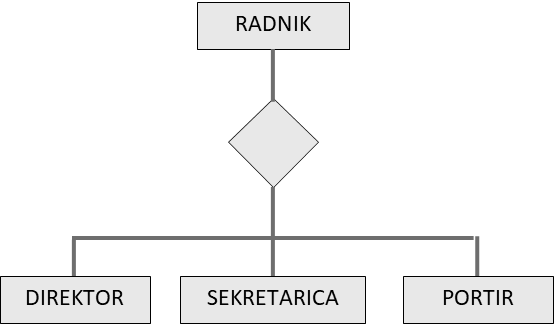 RADNIK
DIREKTOR
SEKRETARICA
PORTIR